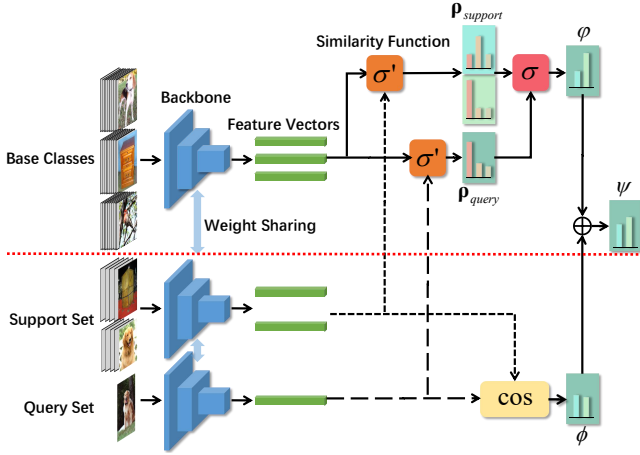 ρsupport
φ
Similarity Function
σ'
σ
Backbone
Feature Vectors
Base Classes
σ'
ρquery
ψ
Weight Sharing
Support Set
Query Set
cos
ϕ